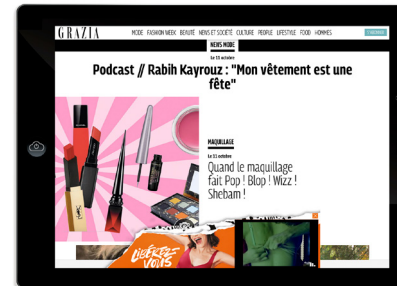 GRAZIA
MODE FASHION WEEK BEAUTÉ NEWS ET SOCIÉTÉ CULTURE PEOPLE LIFESTYLE FOOD HOMMES
NEWS MODE
Le 31 octobre
Podcast // Rabih Kayrouz : "Mon vêtement est une
fête"
MAQUILLAGE
Le 31 octobre
Quand le maquillage
fait Pop ! Blop ! Wizz !
Shebam !
LIBÉREZ-
VOUS